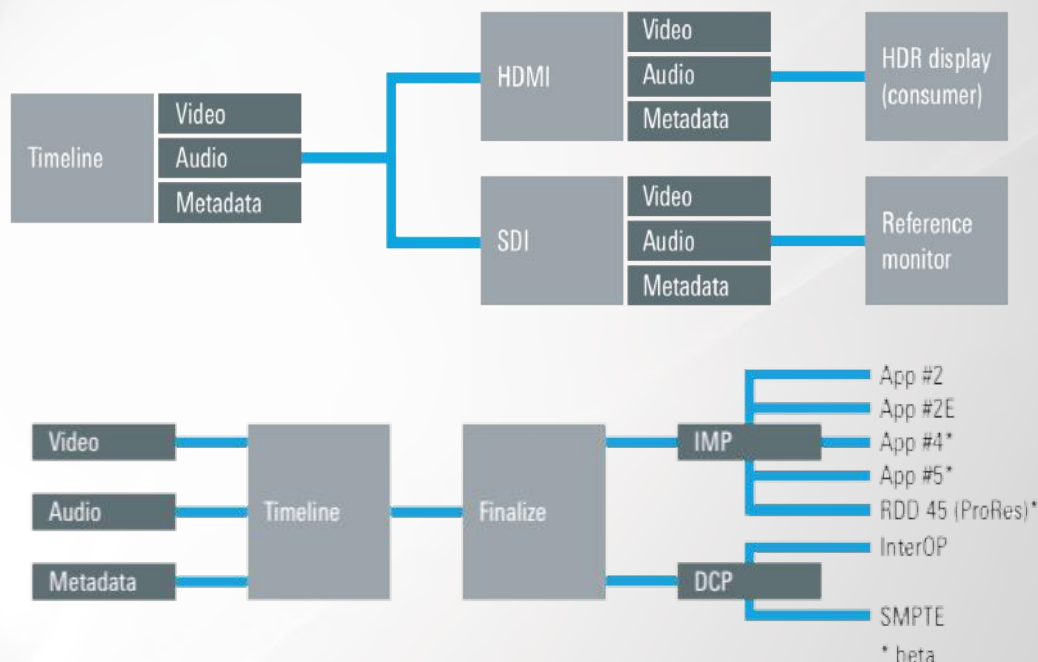 Timeline
Video
Audio
Metadata
HDMI
Video
Audio
Metadata
HDR display
(consumer)
SDI
Video
Audio
Metadata
Reference
monitor
Video
Audio
Metadata
Timeline
Finalize
IMP
App #2
App #2E
App #4*
App #5*
RDD 45 (ProRes)*
DCP
InterOP
SMPTE
* beta